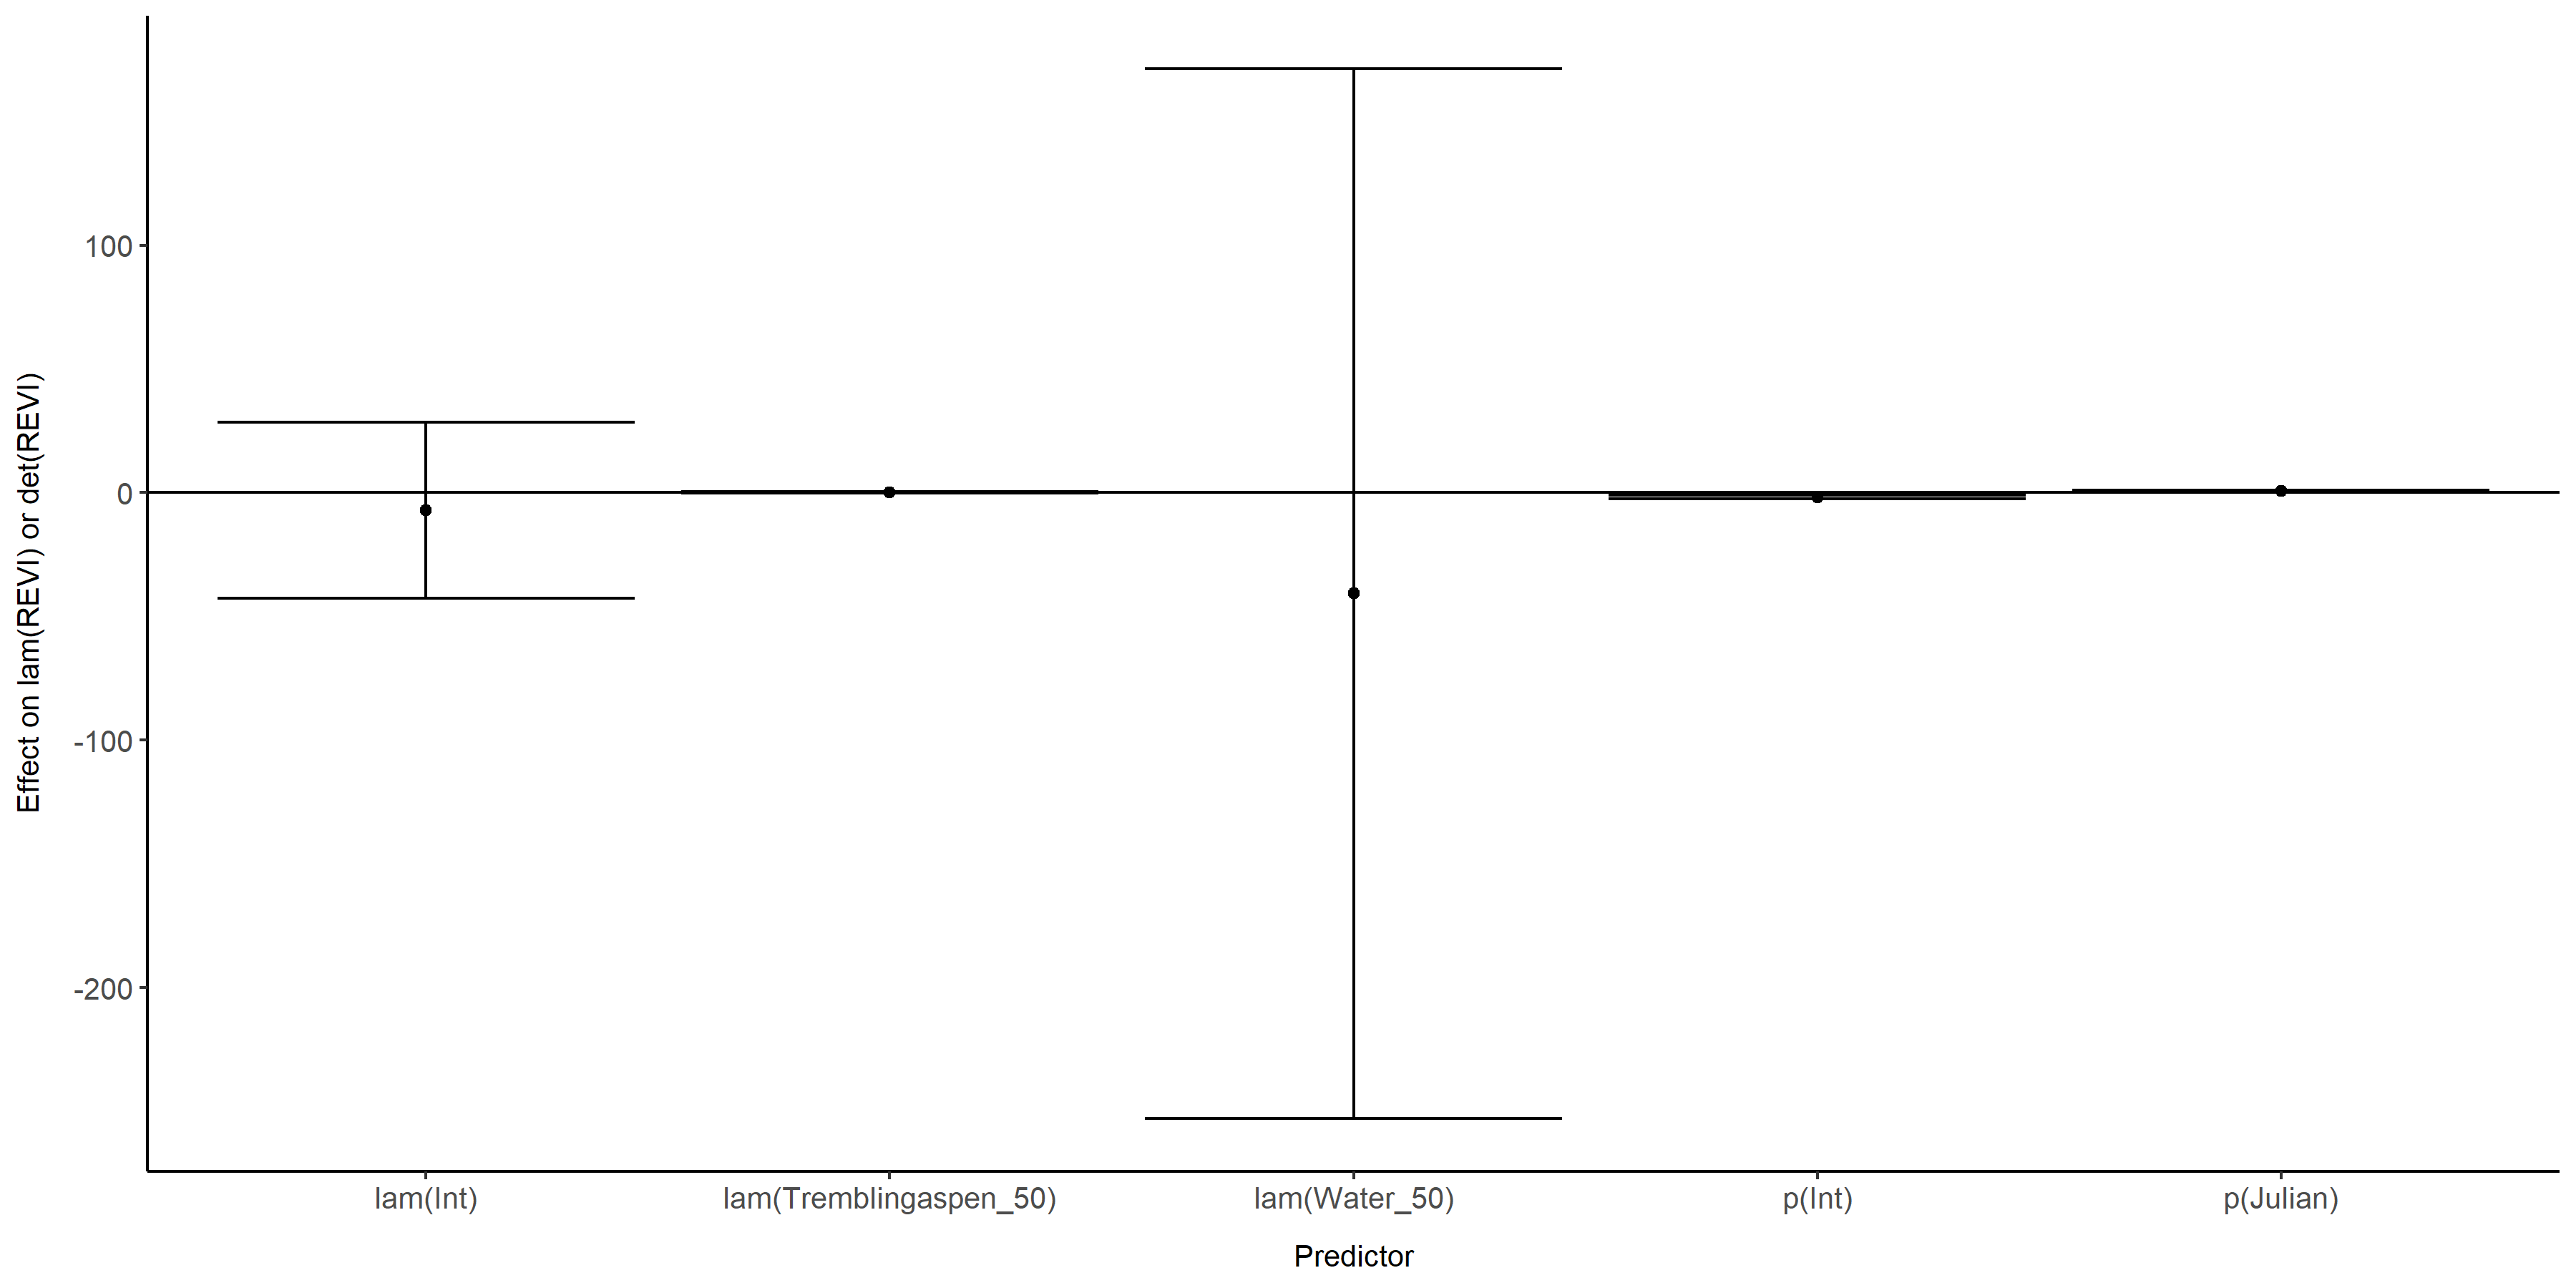 Effect on lam(REVI) or det(REVI)
100
0
-100
-200
lam(Int)
lam(Tremblingaspen_50)
lam(Water_50)
p(Int)
p(Julian)
Predictor